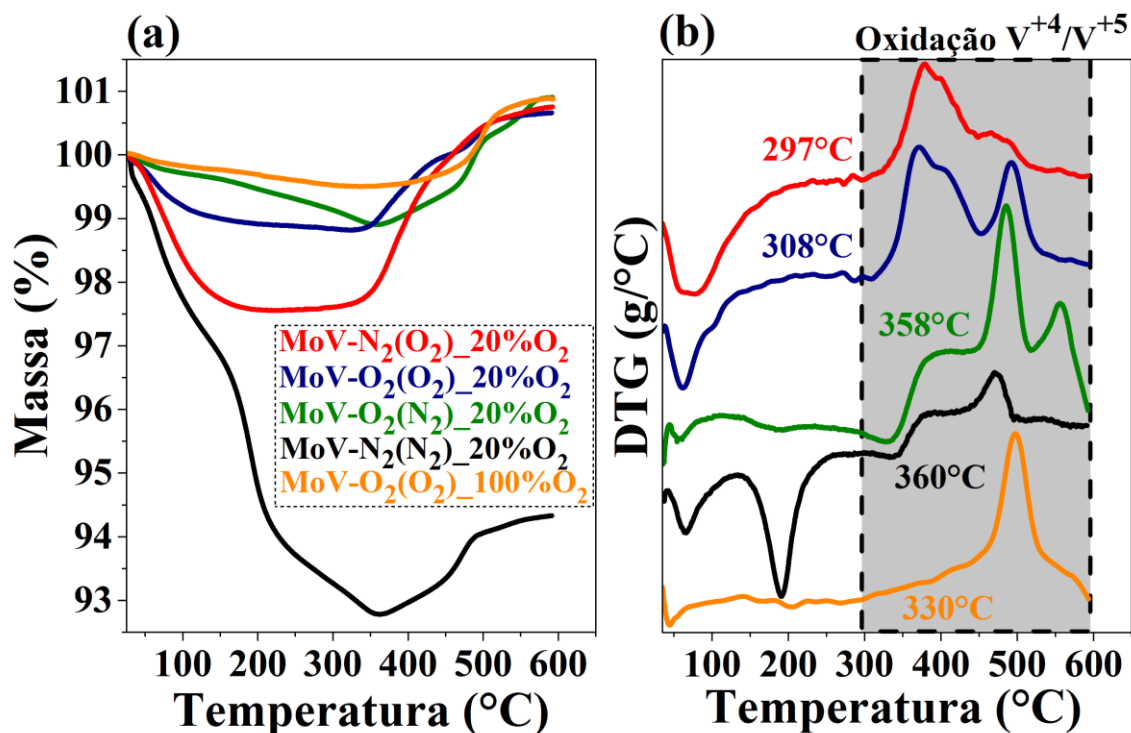 (a)
(b)
Oxidação V+4/V+5
101
100
99
98
97
96
95
94
93
Massa (%)
MoV-N2(O2)_20%O2
MoV-O2(O2)_20%O2
MoV-O2(N2)_20%O2
MoV-N2(N2)_20%O2
MoV-O2(O2)_100%O2
100 200 300 400 500 600
Temperatura (°C)
DTG (g/°C)
297°C
308°C
358°C
360°C
330°C
100 200 300 400 500 600
Temperatura (°C)